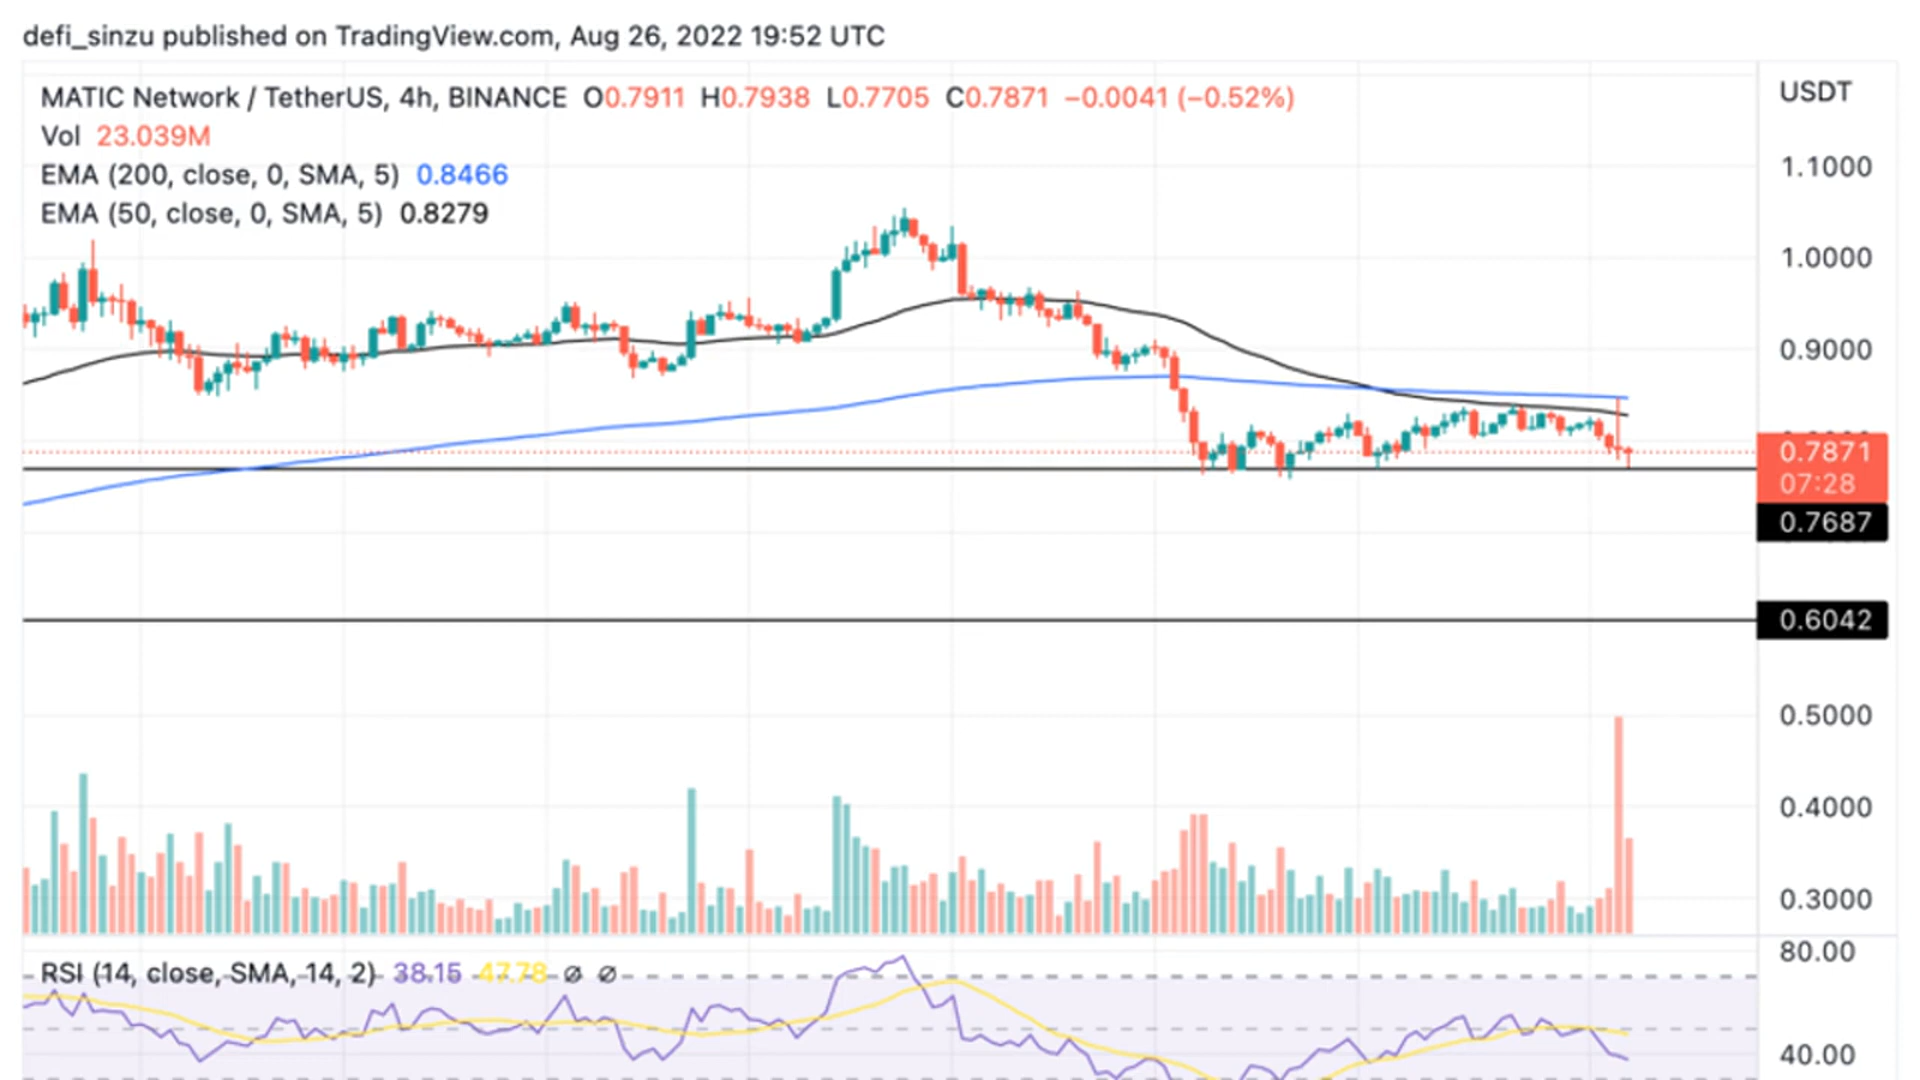 defi_sinzu published on TradingView.com, Aug 26, 2022 19:52 UTC
MATIC Network / TetherUS, 4h, BINANCE O0.7911 H0.7938 L0.7705 C0.7871 −0.0041 (−0.52%)
Vol 23.039M
EMA (200, close, 0, SMA, 5) 0.8466
EMA (50, close, 0, SMA, 5) 0.8279
USDT
1.1000
1.0000
0.9000
0.7871
07:28
0.7687
0.6042
0.5000
0.4000
0.3000
RSI (14, close, SMA, 14, 2) 38.15 47.78 ∅ ∅
80.00
40.00